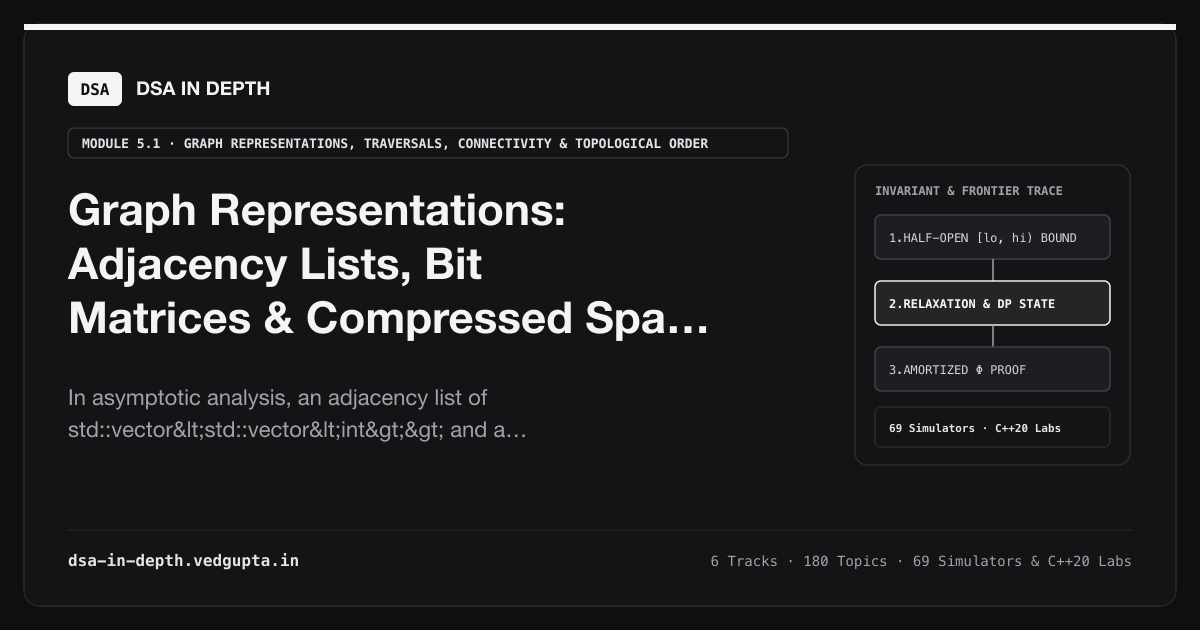 DSA
DSA IN DEPTH
MODULE 5.1 · GRAPH REPRESENTATIONS, TRAVERSALS, CONNECTIVITY & TOPOLOGICAL ORDER
Graph Representations:
Adjacency Lists, Bit
Matrices & Compressed Spa...
In asymptotic analysis, an adjacency list of
std::vector&lt;std::vector&lt;int&gt;&gt; and a...
INVARIANT & FRONTIER TRACE
1.HALF-OPEN [lo, hi) BOUND
2.RELAXATION & DP STATE
3.AMORTIZED Φ PROOF
69 Simulators · C++20 Labs
dsa-in-depth.vedgupta.in
6 Tracks · 180 Topics · 69 Simulators & C++20 Labs